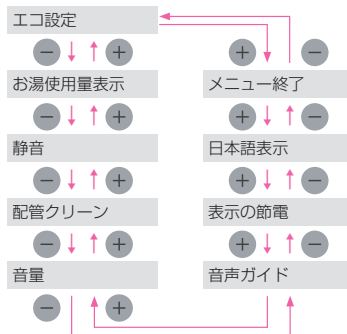 エコ設定
− +
お湯使用量表示
− +
静音
− +
配管クリーン
− +
音量
− +
+ −
メニュー終了
+ −
日本語表示
+ −
表示の節電
+ −
音声ガイド